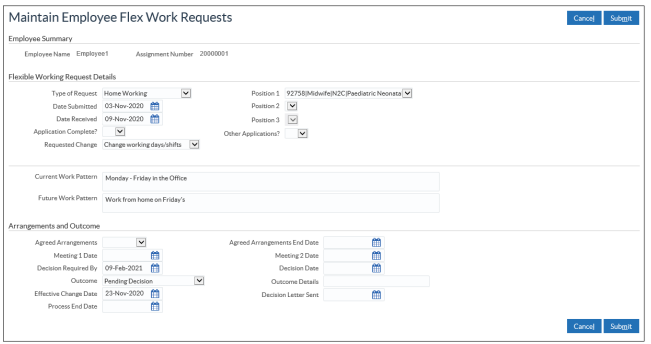 Maintain Employee Flex Work Requests
Cancel Submit
Employee Summary
Employee Name Employee1 Assignment Number 20000001
Flexible Working Request Details
Type of Request Home Working Position 1 92758|Midwife|N2C|Paediatric Neonata
Date Submitted 03-Nov-2020 Position 2
Date Received 09-Nov-2020 Position 3
Application Complete? Other Applications?
Requested Change Change working days/shifts
Current Work Pattern Monday - Friday in the Office
Future Work Pattern Work from home on Friday's
Arrangements and Outcome
Agreed Arrangements Agreed Arrangements End Date
Meeting 1 Date Meeting 2 Date
Decision Required By 09-Feb-2021 Decision Date
Outcome Pending Decision Outcome Details
Effective Change Date 23-Nov-2020 Decision Letter Sent
Process End Date
Cancel Submit